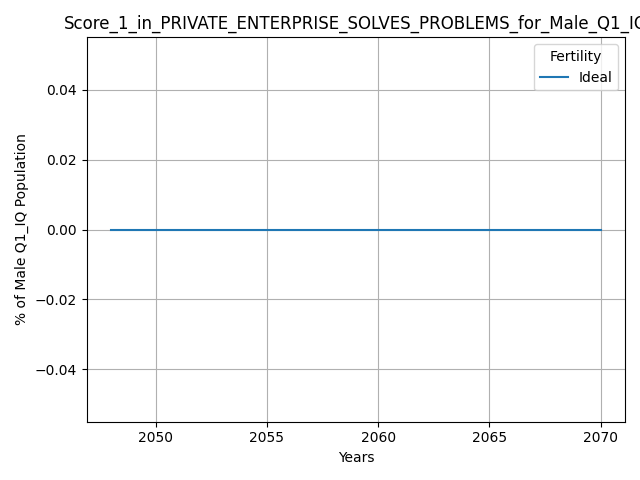 Score_1_in_PRIVATE_ENTERPRISE_SOLVES_PROBLEMS_for_Male_Q1_IQ
Fertility
Ideal
0.04
0.02
0.00
−0.02
−0.04
% of Male Q1_IQ Population
2050 2055 2060 2065 2070
Years